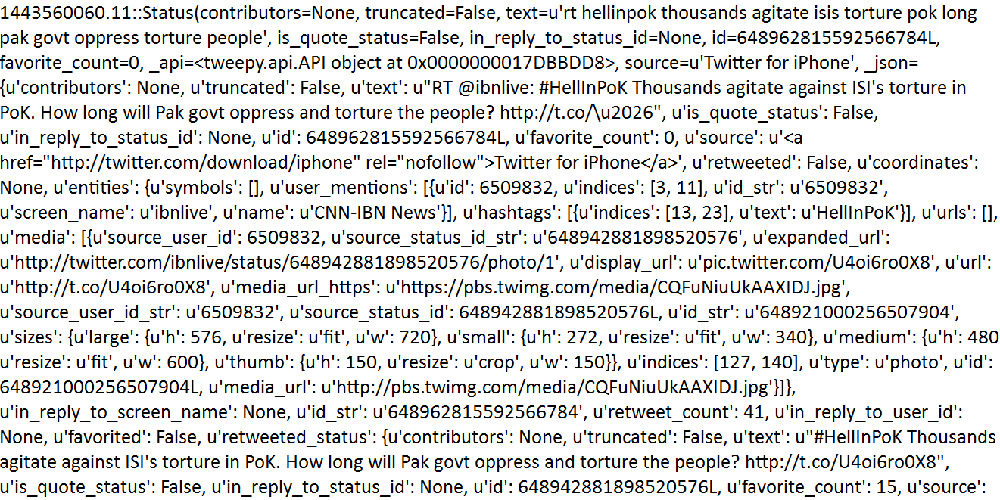 1443560060.11::Status(contributors=None, truncated=False, text=u'rt hellinpok thousands agitate isis torture pok long
pak govt oppress torture people', is_quote_status=False, in_reply_to_status_id=None, id=648962815592566784L,
favorite_count=0, _api=<tweepy.api.API object at 0x0000000017DBBDD8>, source=u'Twitter for iPhone', _json=
{u'contributors': None, u'truncated': False, u'text': u"RT @ibnlive: #HellInPoK Thousands agitate against ISI's torture in
PoK. How long will Pak govt oppress and torture the people? http://t.co/\u2026", u'is_quote_status': False,
u'in_reply_to_status_id': None, u'id': 648962815592566784L, u'favorite_count': 0, u'source': u'<a
href="http://twitter.com/download/iphone" rel="nofollow">Twitter for iPhone</a>', u'retweeted': False, u'coordinates':
None, u'entities': {u'symbols': [], u'user_mentions': [{u'id': 6509832, u'indices': [3, 11], u'id_str': u'6509832',
u'screen_name': u'ibnlive', u'name': u'CNN-IBN News'}], u'hashtags': [{u'indices': [13, 23], u'text': u'HellInPoK'}], u'urls': [],
u'media': [{u'source_user_id': 6509832, u'source_status_id_str': u'648942881898520576', u'expanded_url':
u'http://twitter.com/ibnlive/status/648942881898520576/photo/1', u'display_url': u'pic.twitter.com/U4oi6ro0X8', u'url':
u'http://t.co/U4oi6ro0X8', u'media_url_https': u'https://pbs.twimg.com/media/CQFuNiuUkAAXIDJ.jpg',
u'source_user_id_str': u'6509832', u'source_status_id': 648942881898520576L, u'id_str': u'648921000256507904',
u'sizes': {u'large': {u'h': 576, u'resize': u'fit', u'w': 720}, u'small': {u'h': 272, u'resize': u'fit', u'w': 340}, u'medium': {u'h': 480
u'resize': u'fit', u'w': 600}, u'thumb': {u'h': 150, u'resize': u'crop', u'w': 150}}, u'indices': [127, 140], u'type': u'photo', u'id':
648921000256507904L, u'media_url': u'http://pbs.twimg.com/media/CQFuNiuUkAAXIDJ.jpg'}]},
u'in_reply_to_screen_name': None, u'id_str': u'648962815592566784', u'retweet_count': 41, u'in_reply_to_user_id':
None, u'favorited': False, u'retweeted_status': {u'contributors': None, u'truncated': False, u'text': u"#HellInPoK Thousands
agitate against ISI's torture in PoK. How long will Pak govt oppress and torture the people? http://t.co/U4oi6ro0X8",
u'is_quote_status': False, u'in_reply_to_status_id': None, u'id': 648942881898520576L, u'favorite_count': 15, u'source':